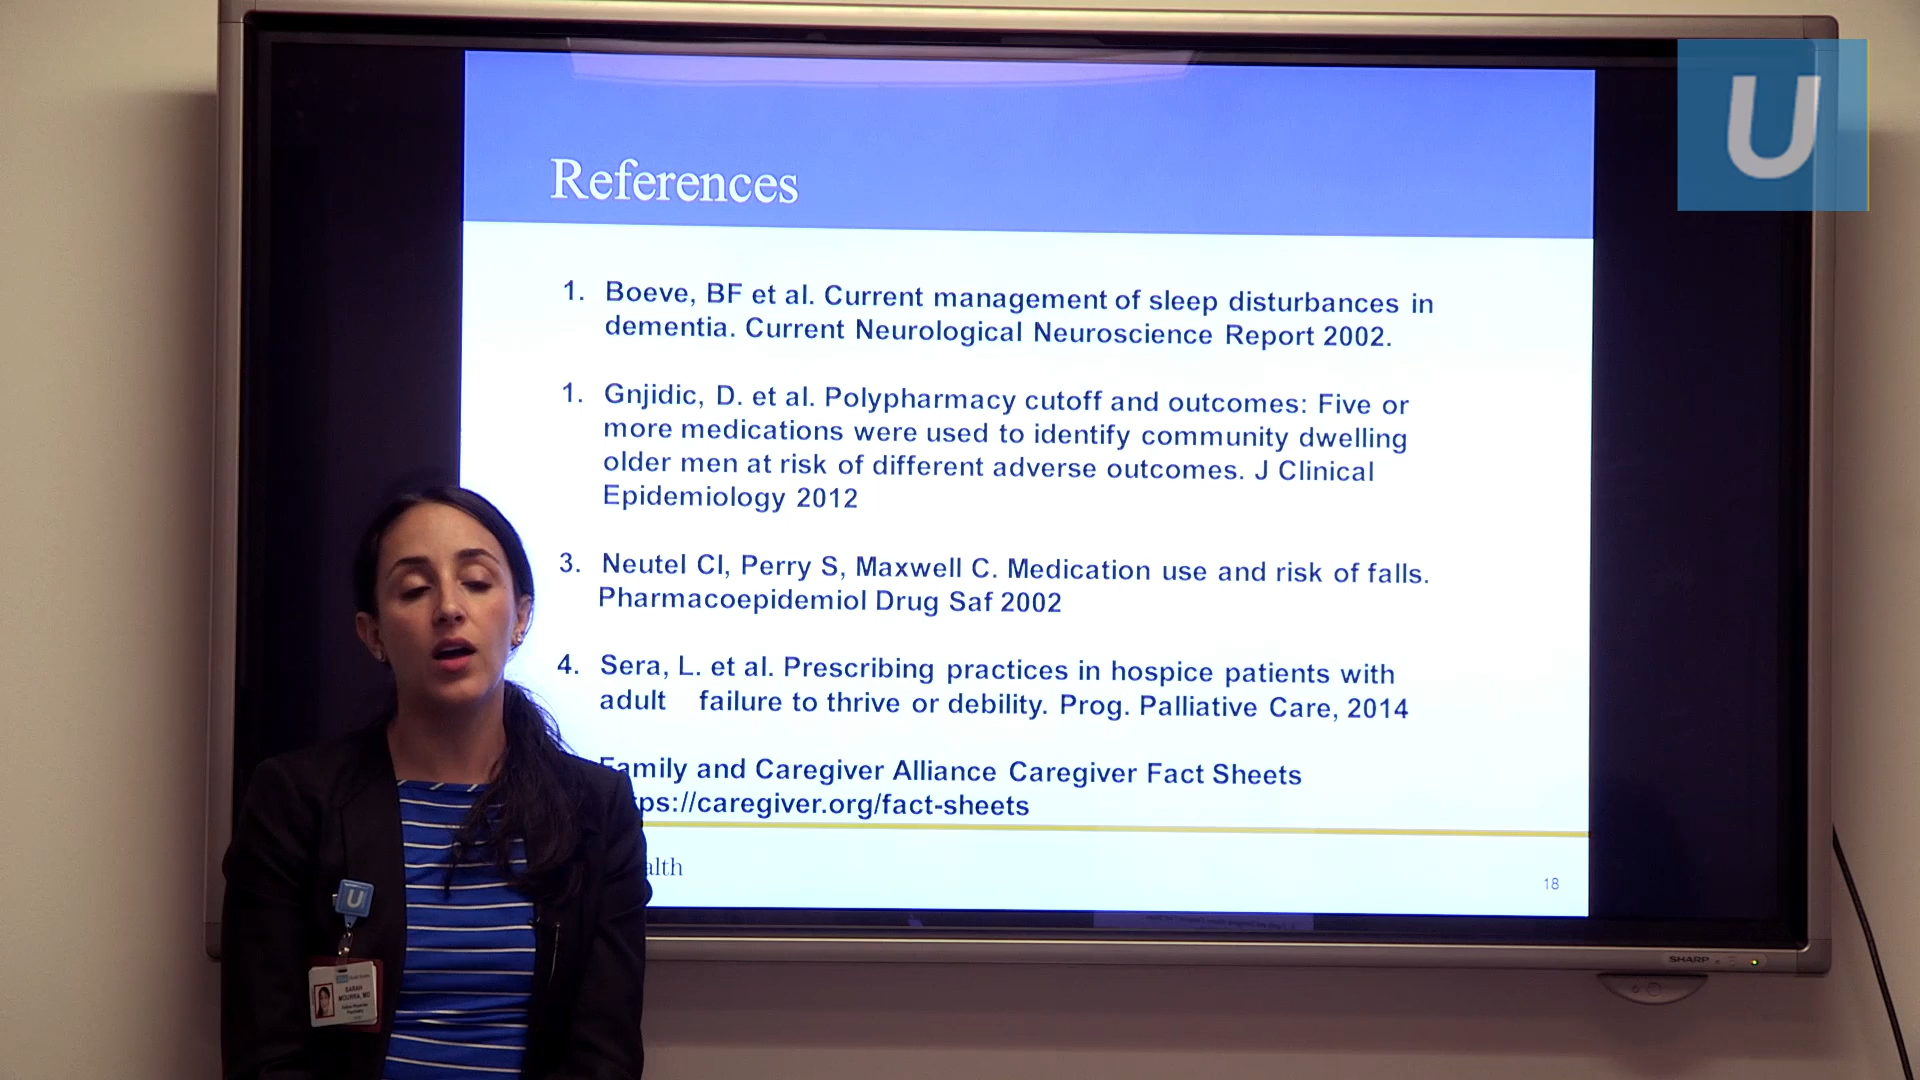 U
References
1. Boeve, BF et al. Current management of sleep disturbances in
dementia. Current Neurological Neuroscience Report 2002.
1. Gnjidic, D. et al. Polypharmacy cutoff and outcomes: Five or
more medications were used to identify community dwelling
older men at risk of different adverse outcomes. J Clinical
Epidemiology 2012
3. Neutel CI, Perry S, Maxwell C. Medication use and risk of falls.
Pharmacoepidemiol Drug Saf 2002
4. Sera, L. et al. Prescribing practices in hospice patients with
adult failure to thrive or debility. Prog. Palliative Care, 2014
Family and Caregiver Alliance Caregiver Fact Sheets
ps://caregiver.org/fact-sheets
alth
18
U
SARAH
MOURRA, MD
SHARP